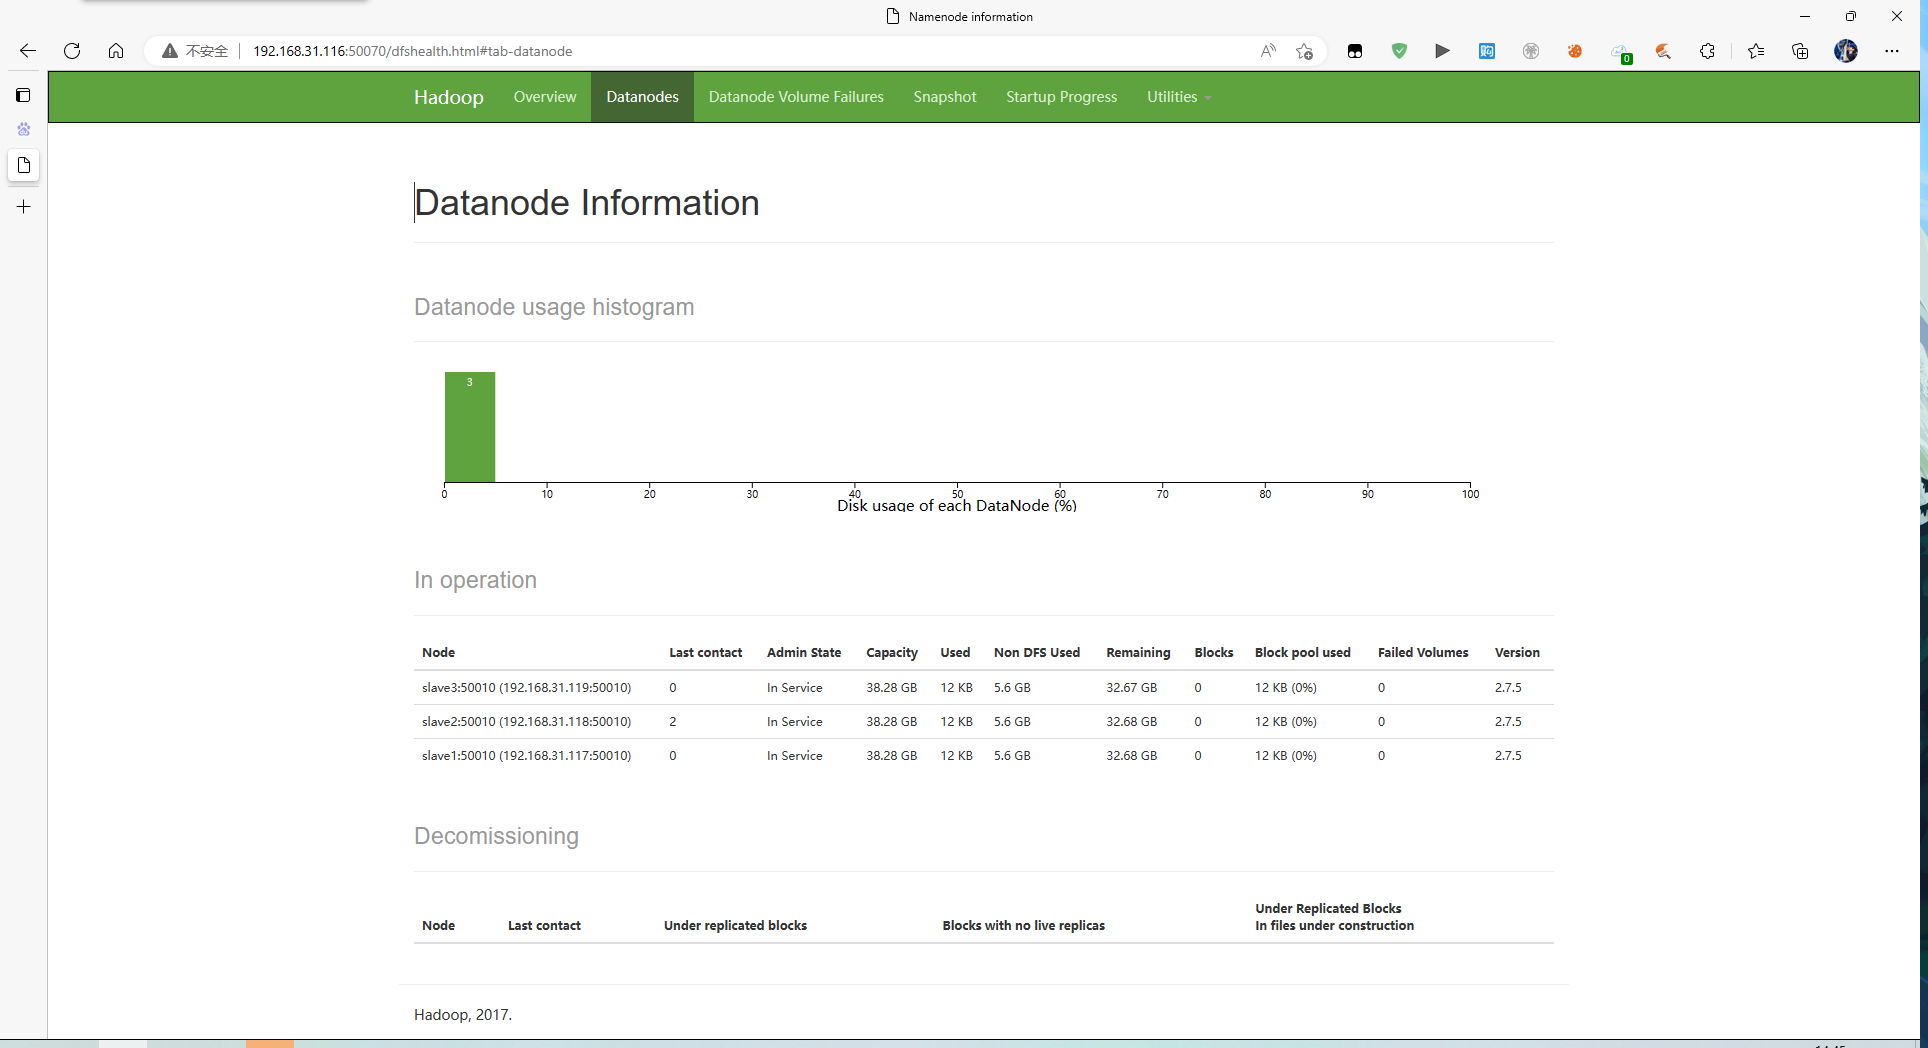 Namenode information
不安全 192.168.31.116:50070/dfshealth.html#tab-datanode
0
Hadoop Overview Datanodes Datanode Volume Failures Snapshot Startup Progress Utilities
Datanode Information
Datanode usage histogram
3
0 10 20 30 40 50 60 70 80 90 100
Disk usage of each DataNode (%)
In operation
Node Last contact Admin State Capacity Used Non DFS Used Remaining Blocks Block pool used Failed Volumes Version
slave3:50010 (192.168.31.119:50010) 0 In Service 38.28 GB 12 KB 5.6 GB 32.67 GB 0 12 KB (0%) 0 2.7.5
slave2:50010 (192.168.31.118:50010) 2 In Service 38.28 GB 12 KB 5.6 GB 32.68 GB 0 12 KB (0%) 0 2.7.5
slave1:50010 (192.168.31.117:50010) 0 In Service 38.28 GB 12 KB 5.6 GB 32.68 GB 0 12 KB (0%) 0 2.7.5
Decomissioning
Under Replicated Blocks
Node Last contact Under replicated blocks Blocks with no live replicas In files under construction
Hadoop, 2017.